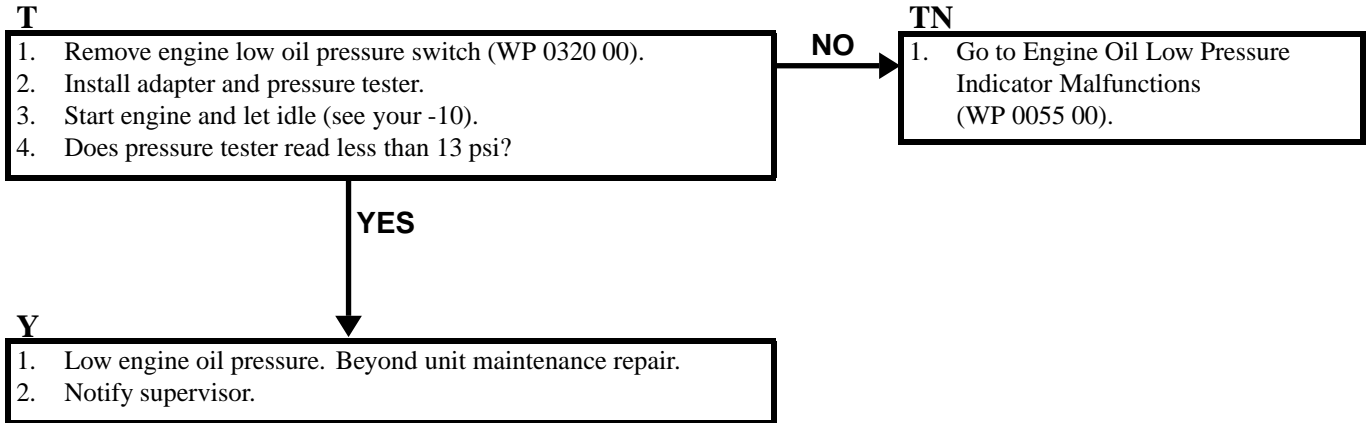 T
1. Remove engine low oil pressure switch (WP 0320 00).
2. Install adapter and pressure tester.
3. Start engine and let idle (see your -10).
4. Does pressure tester read less than 13 psi?
NO
TN
1. Go to Engine Oil Low Pressure
Indicator Malfunctions
(WP 0055 00).
YES
Y
1. Low engine oil pressure. Beyond unit maintenance repair.
2. Notify supervisor.